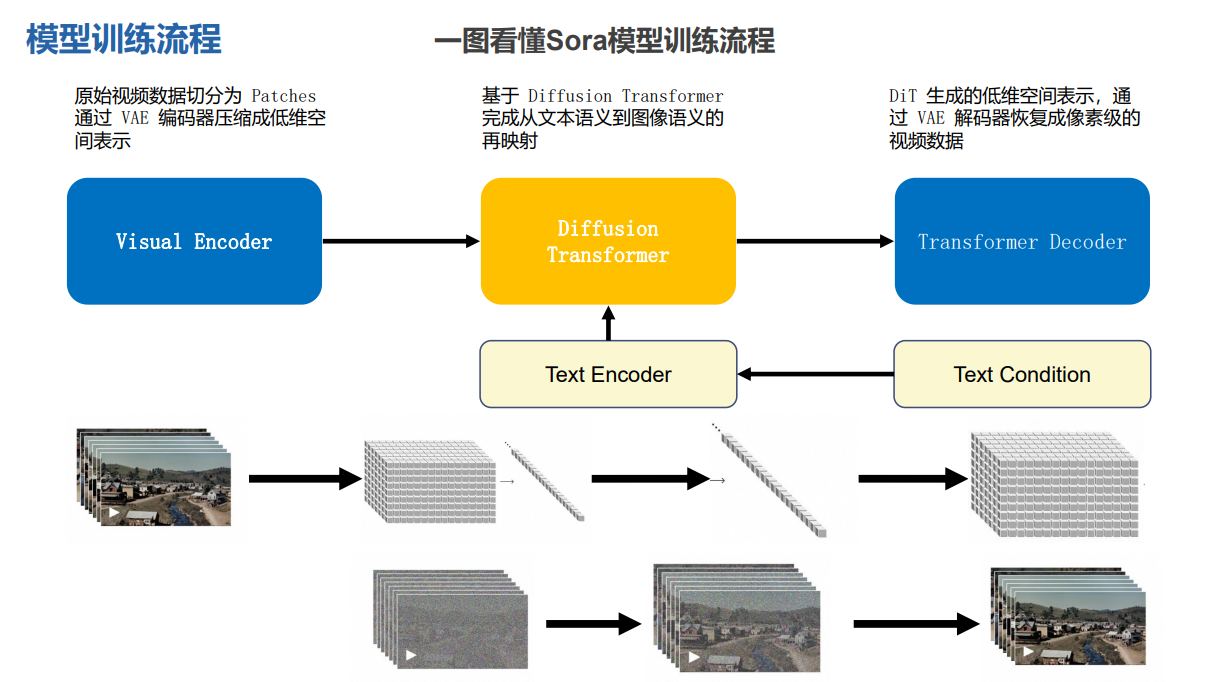 模型训练流程
一图看懂Sora模型训练流程
原始视频数据切分为 Patches
通过 VAE 编码器压缩成低维空
间表示
基于 Diffusion Transformer
完成从文本语义到图像语义的
再映射
DiT 生成的低维空间表示，通
过 VAE 解码器恢复成像素级的
视频数据
Visual Encoder
Diffusion
Transformer
Transformer Decoder
Text Encoder
Text Condition